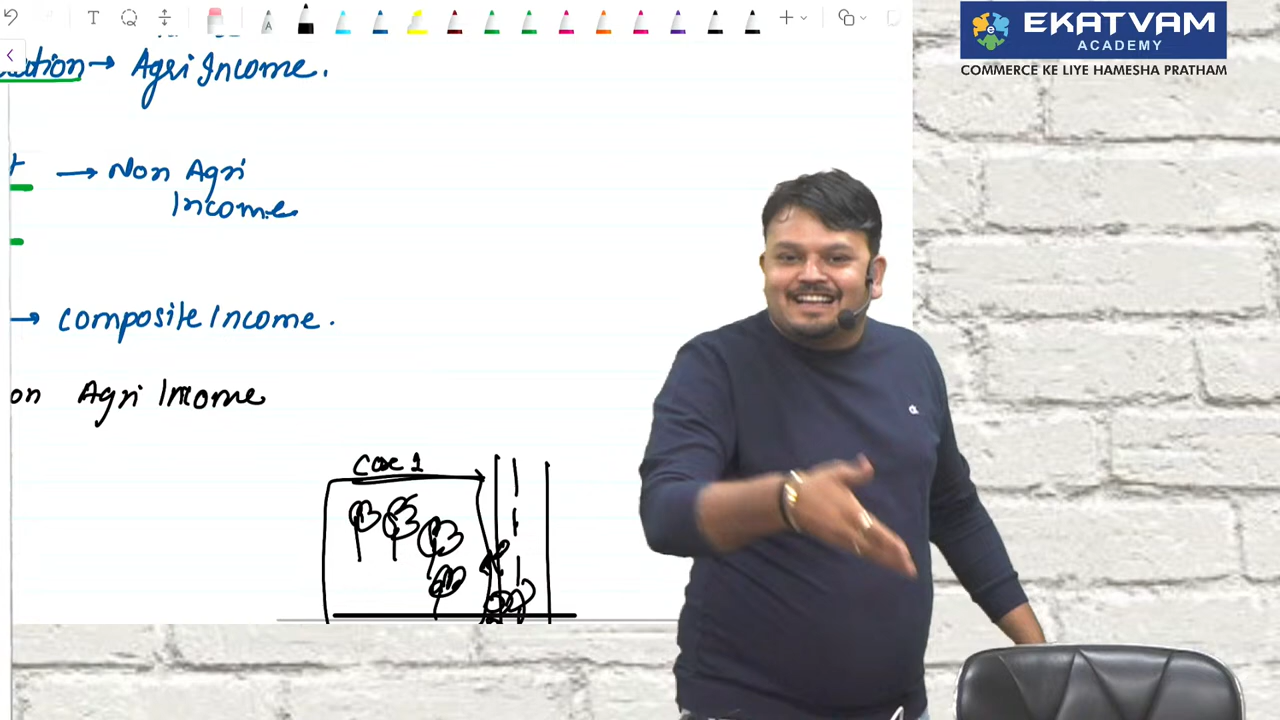 EKATVAM
ACADEMY
COMMERCE KE LIYE HAMESHA PRATHAM
→ Agri Income.
→ Non Agri
Income
→ Composite Income.
on Agri Income
Case 1